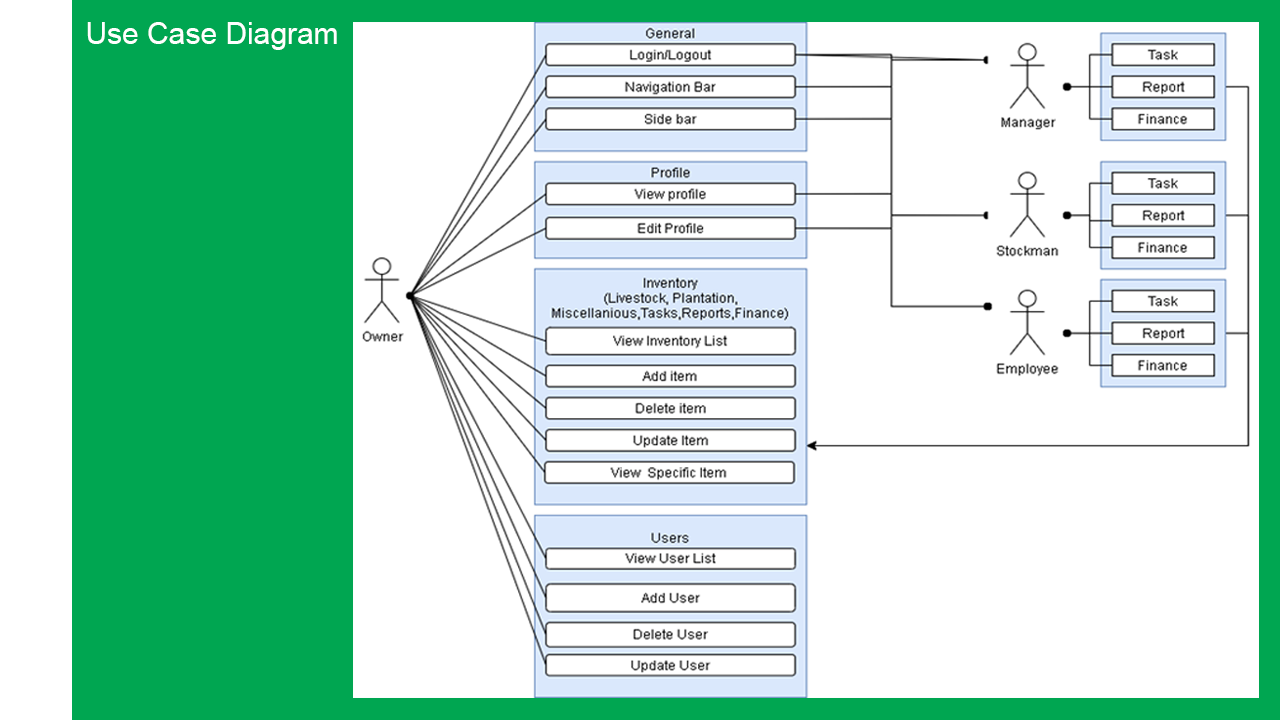 Use Case Diagram
General
Login/Logout
Navigation Bar
Side bar
Profile
View profile
Edit Profile
Inventory
(Livestock, Plantation,
Miscellanious,Tasks,Reports,Finance)
View Inventory List
Add item
Delete item
Update Item
View Specific Item
Users
View User List
Add User
Delete User
Update User
Owner
Manager
Task
Report
Finance
Stockman
Task
Report
Finance
Employee
Task
Report
Finance